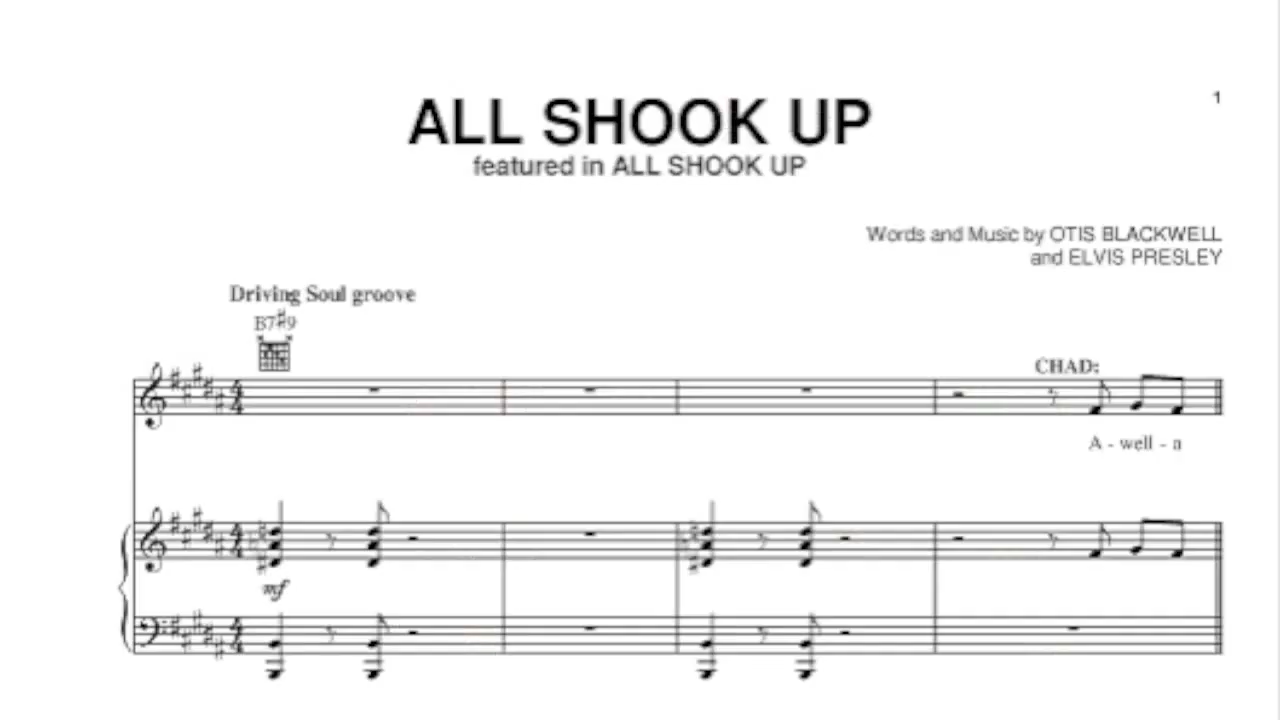 1
ALL SHOOK UP
featured in ALL SHOOK UP
Words and Music by OTIS BLACKWELL
and ELVIS PRESLEY
Driving Soul groove
B7♯9
CHAD:
A - well - a
mf